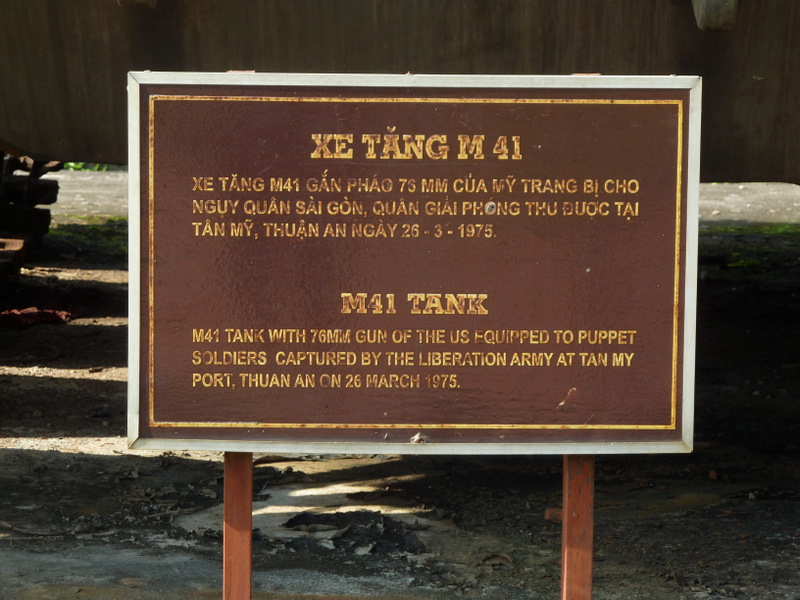 XE TĂNG M 41
XE TĂNG M41 GẮN PHÁO 76 MM CỦA MỸ TRANG BỊ CHO
NGỤY QUÂN SÀI GÒN, QUÂN GIẢI PHÓNG THU ĐƯỢC TẠI
TÂN MỸ, THUẬN AN NGÀY 26 - 3 - 1975.
M41 TANK
M41 TANK WITH 76MM GUN OF THE US EQUIPPED TO PUPPET
SOLDIERS CAPTURED BY THE LIBERATION ARMY AT TAN MY
PORT, THUAN AN ON 26 MARCH 1975.